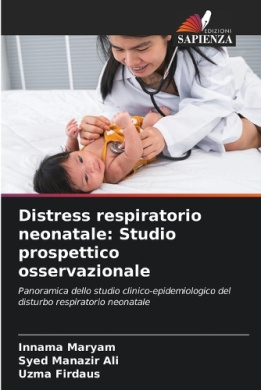 EDIZIONI
SAPIENZA
Distress respiratorio
neonatale: Studio
prospettico
osservazionale
Panoramica dello studio clinico-epidemiologico del
disturbo respiratorio neonatale
Innama Maryam
Syed Manazir Ali
Uzma Firdaus